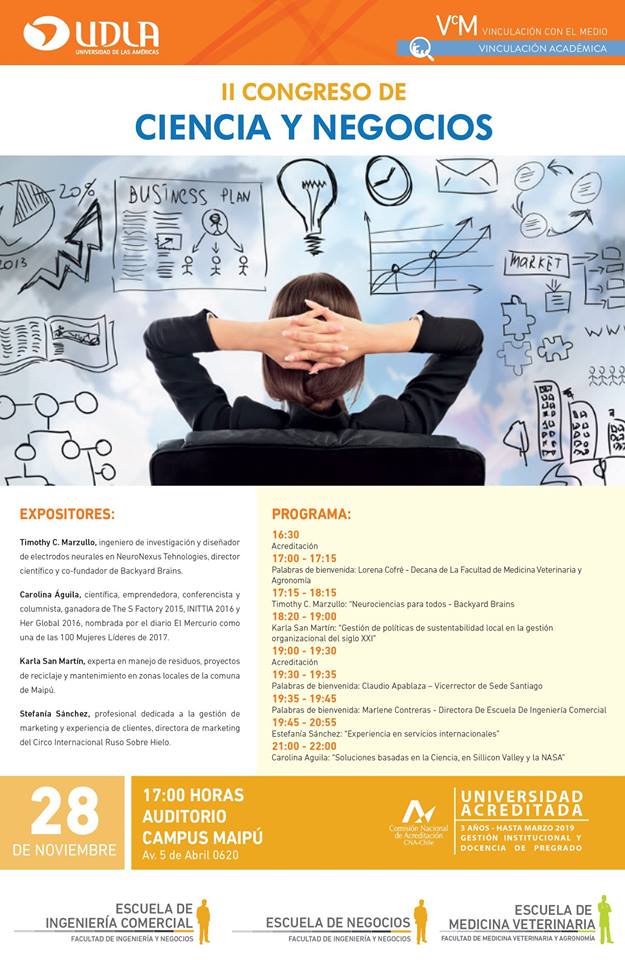 UDLA
UNIVERSIDAD DE LAS AMÉRICAS
VcM VINCULACIÓN CON EL MEDIO
VINCULACIÓN ACADÉMICA
II CONGRESO DE
CIENCIA Y NEGOCIOS
20%
2013
BUSINESS PLAN
MARKET
WWW
EXPOSITORES:
Timothy C. Marzullo, ingeniero de investigación y diseñador
de electrodos neurales en NeuroNexus Tehnologies, director
científico y co-fundador de Backyard Brains.
Carolina Águila, científica, emprendedora, conferencista y
columnista, ganadora de The S Factory 2015, INITTIA 2016 y
Her Global 2016, nombrada por el diario El Mercurio como
una de las 100 Mujeres Líderes de 2017.
Karla San Martín, experta en manejo de residuos, proyectos
de reciclaje y mantenimiento en zonas locales de la comuna
de Maipú.
Stefanía Sánchez, profesional dedicada a la gestión de
marketing y experiencia de clientes, directora de marketing
del Circo Internacional Ruso Sobre Hielo.
PROGRAMA:
16:30
Acreditación
17:00 - 17:15
Palabras de bienvenida: Lorena Cofré - Decana de La Facultad de Medicina Veterinaria y
Agronomía
17:15 - 18:15
Timothy C. Marzullo: "Neurociencias para todos - Backyard Brains
18:20 - 19:00
Karla San Martín: "Gestión de políticas de sustentabilidad local en la gestión
organizacional del siglo XXI"
19:00 - 19:30
Acreditación
19:30 - 19:35
Palabras de bienvenida: Claudio Apablaza – Vicerrector de Sede Santiago
19:35 - 19:45
Palabras de bienvenida: Marlene Contreras - Directora De Escuela De Ingeniería Comercial
19:45 - 20:55
Estefanía Sánchez: "Experiencia en servicios internacionales"
21:00 - 22:00
Carolina Aguila: "Soluciones basadas en la Ciencia, en Sillicon Valley y la NASA"
28
DE NOVIEMBRE
17:00 HORAS
AUDITORIO
CAMPUS MAIPÚ
Av. 5 de Abril 0620
Comisión Nacional
de Acreditación
CNA-Chile
UNIVERSIDAD
ACREDITADA
3 AÑOS - HASTA MARZO 2019
GESTIÓN INSTITUCIONAL Y
DOCENCIA DE PREGRADO
ESCUELA DE
INGENIERÍA COMERCIAL
FACULTAD DE INGENIERÍA Y NEGOCIOS
ESCUELA DE NEGOCIOS
FACULTAD DE INGENIERÍA Y NEGOCIOS
ESCUELA DE
MEDICINA VETERINARIA
FACULTAD DE MEDICINA VETERINARIA Y AGRONOMÍA